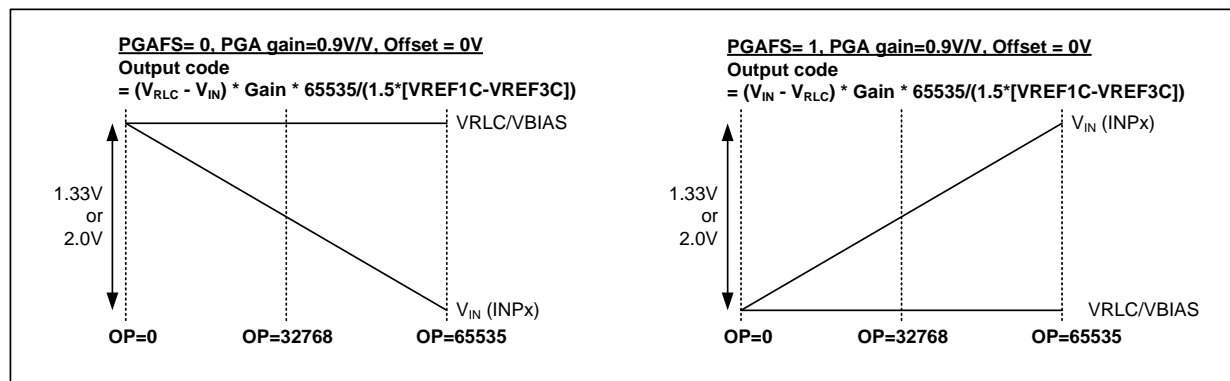 PGAFS= 0, PGA gain=0.9V/V, Offset = 0V
Output code
= (VRLC - VIN) * Gain * 65535/(1.5*[VREF1C-VREF3C])
VRLC/VBIAS
1.33V
or
2.0V
VIN (INPx)
OP=0 OP=32768 OP=65535
PGAFS= 1, PGA gain=0.9V/V, Offset = 0V
Output code
= (VIN - VRLC) * Gain * 65535/(1.5*[VREF1C-VREF3C])
VIN (INPx)
1.33V
or
2.0V
VRLC/VBIAS
OP=0 OP=32768 OP=65535